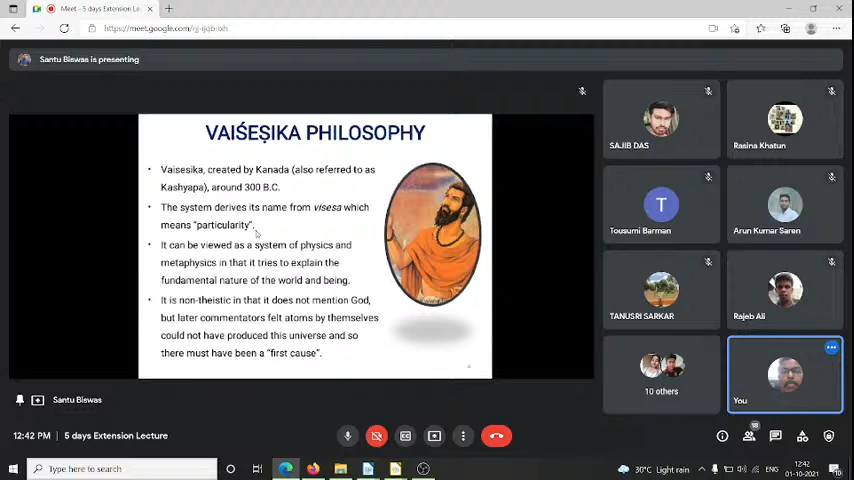 Meet - 5 days Extension Lecture
Santu Biswas is presenting
VAIŚEṢIKA PHILOSOPHY
• Vaisesika, created by Kanada (also referred to as
Kashyapa), around 300 B.C.
• The system derives its name from visesa which
means "particularity".
• It can be viewed as a system of physics and
metaphysics in that it tries to explain the
fundamental nature of the world and being.
• It is non-theistic in that it does not mention God,
but later commentators felt atoms by themselves
could not have produced this universe and so
there must have been a "first cause".
SAJIB DAS
Rasina Khatun
T
Tousumi Barman
Arun Kumar Saren
TANUSRI SARKAR
Rajeb Ali
10 others
You
Santu Biswas
12:42 PM | 5 days Extension Lecture
18
Type here to search
30°C Light rain
ENG
12:42
01-10-2021